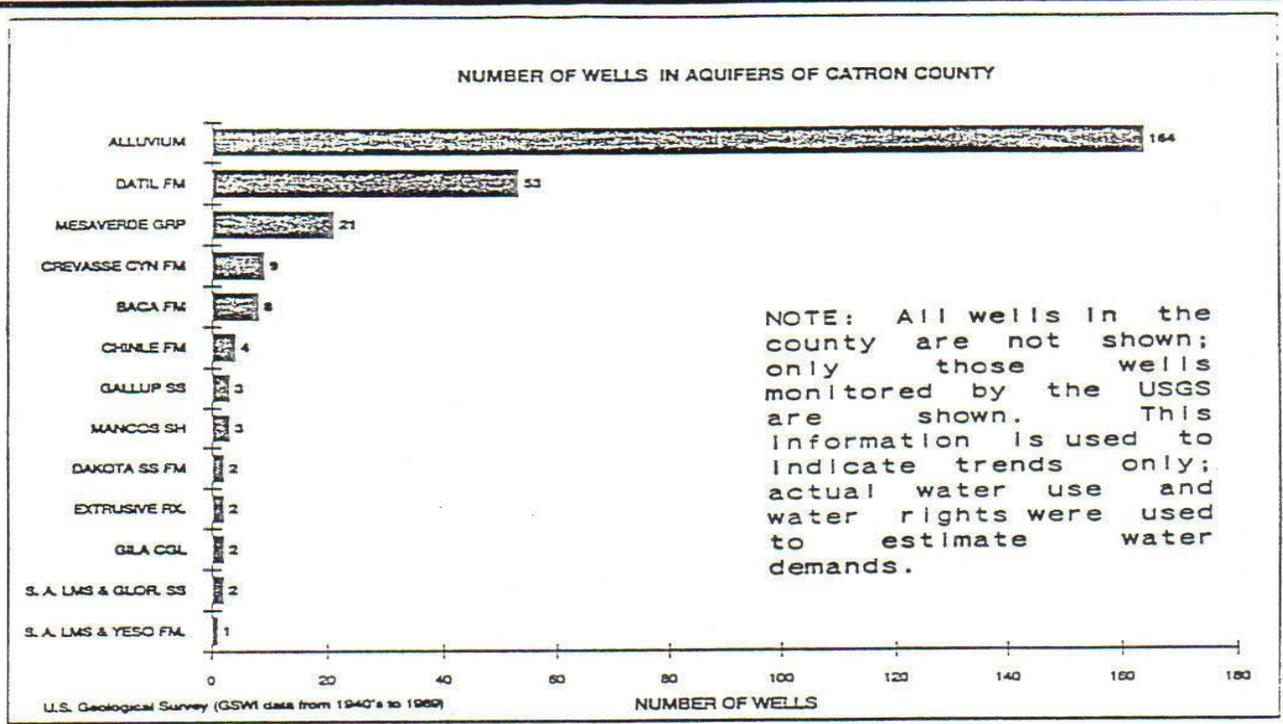 NUMBER OF WELLS IN AQUIFERS OF CATRON COUNTY
ALLUVIUM 164
DATIL FM 53
MESAVERDE GRP 21
CREVASSE CYN FM 9
BACA FM 8
CHINLE FM 4
GALLUP SS 3
MANCOS SH 3
DAKOTA SS FM 2
EXTRUSIVE RX. 2
GILA CGL 2
S. A. LMS & GLOR. SS 2
S. A. LMS & YESO FM. 1
NOTE: All wells in the
county are not shown;
only those wells
monitored by the USGS
are shown. This
information is used to
indicate trends only;
actual water use and
water rights were used
to estimate water
demands.
0 20 40 60 80 100 120 140 160 180
U.S. Geological Survey (GSWI data from 1940's to 1989)
NUMBER OF WELLS